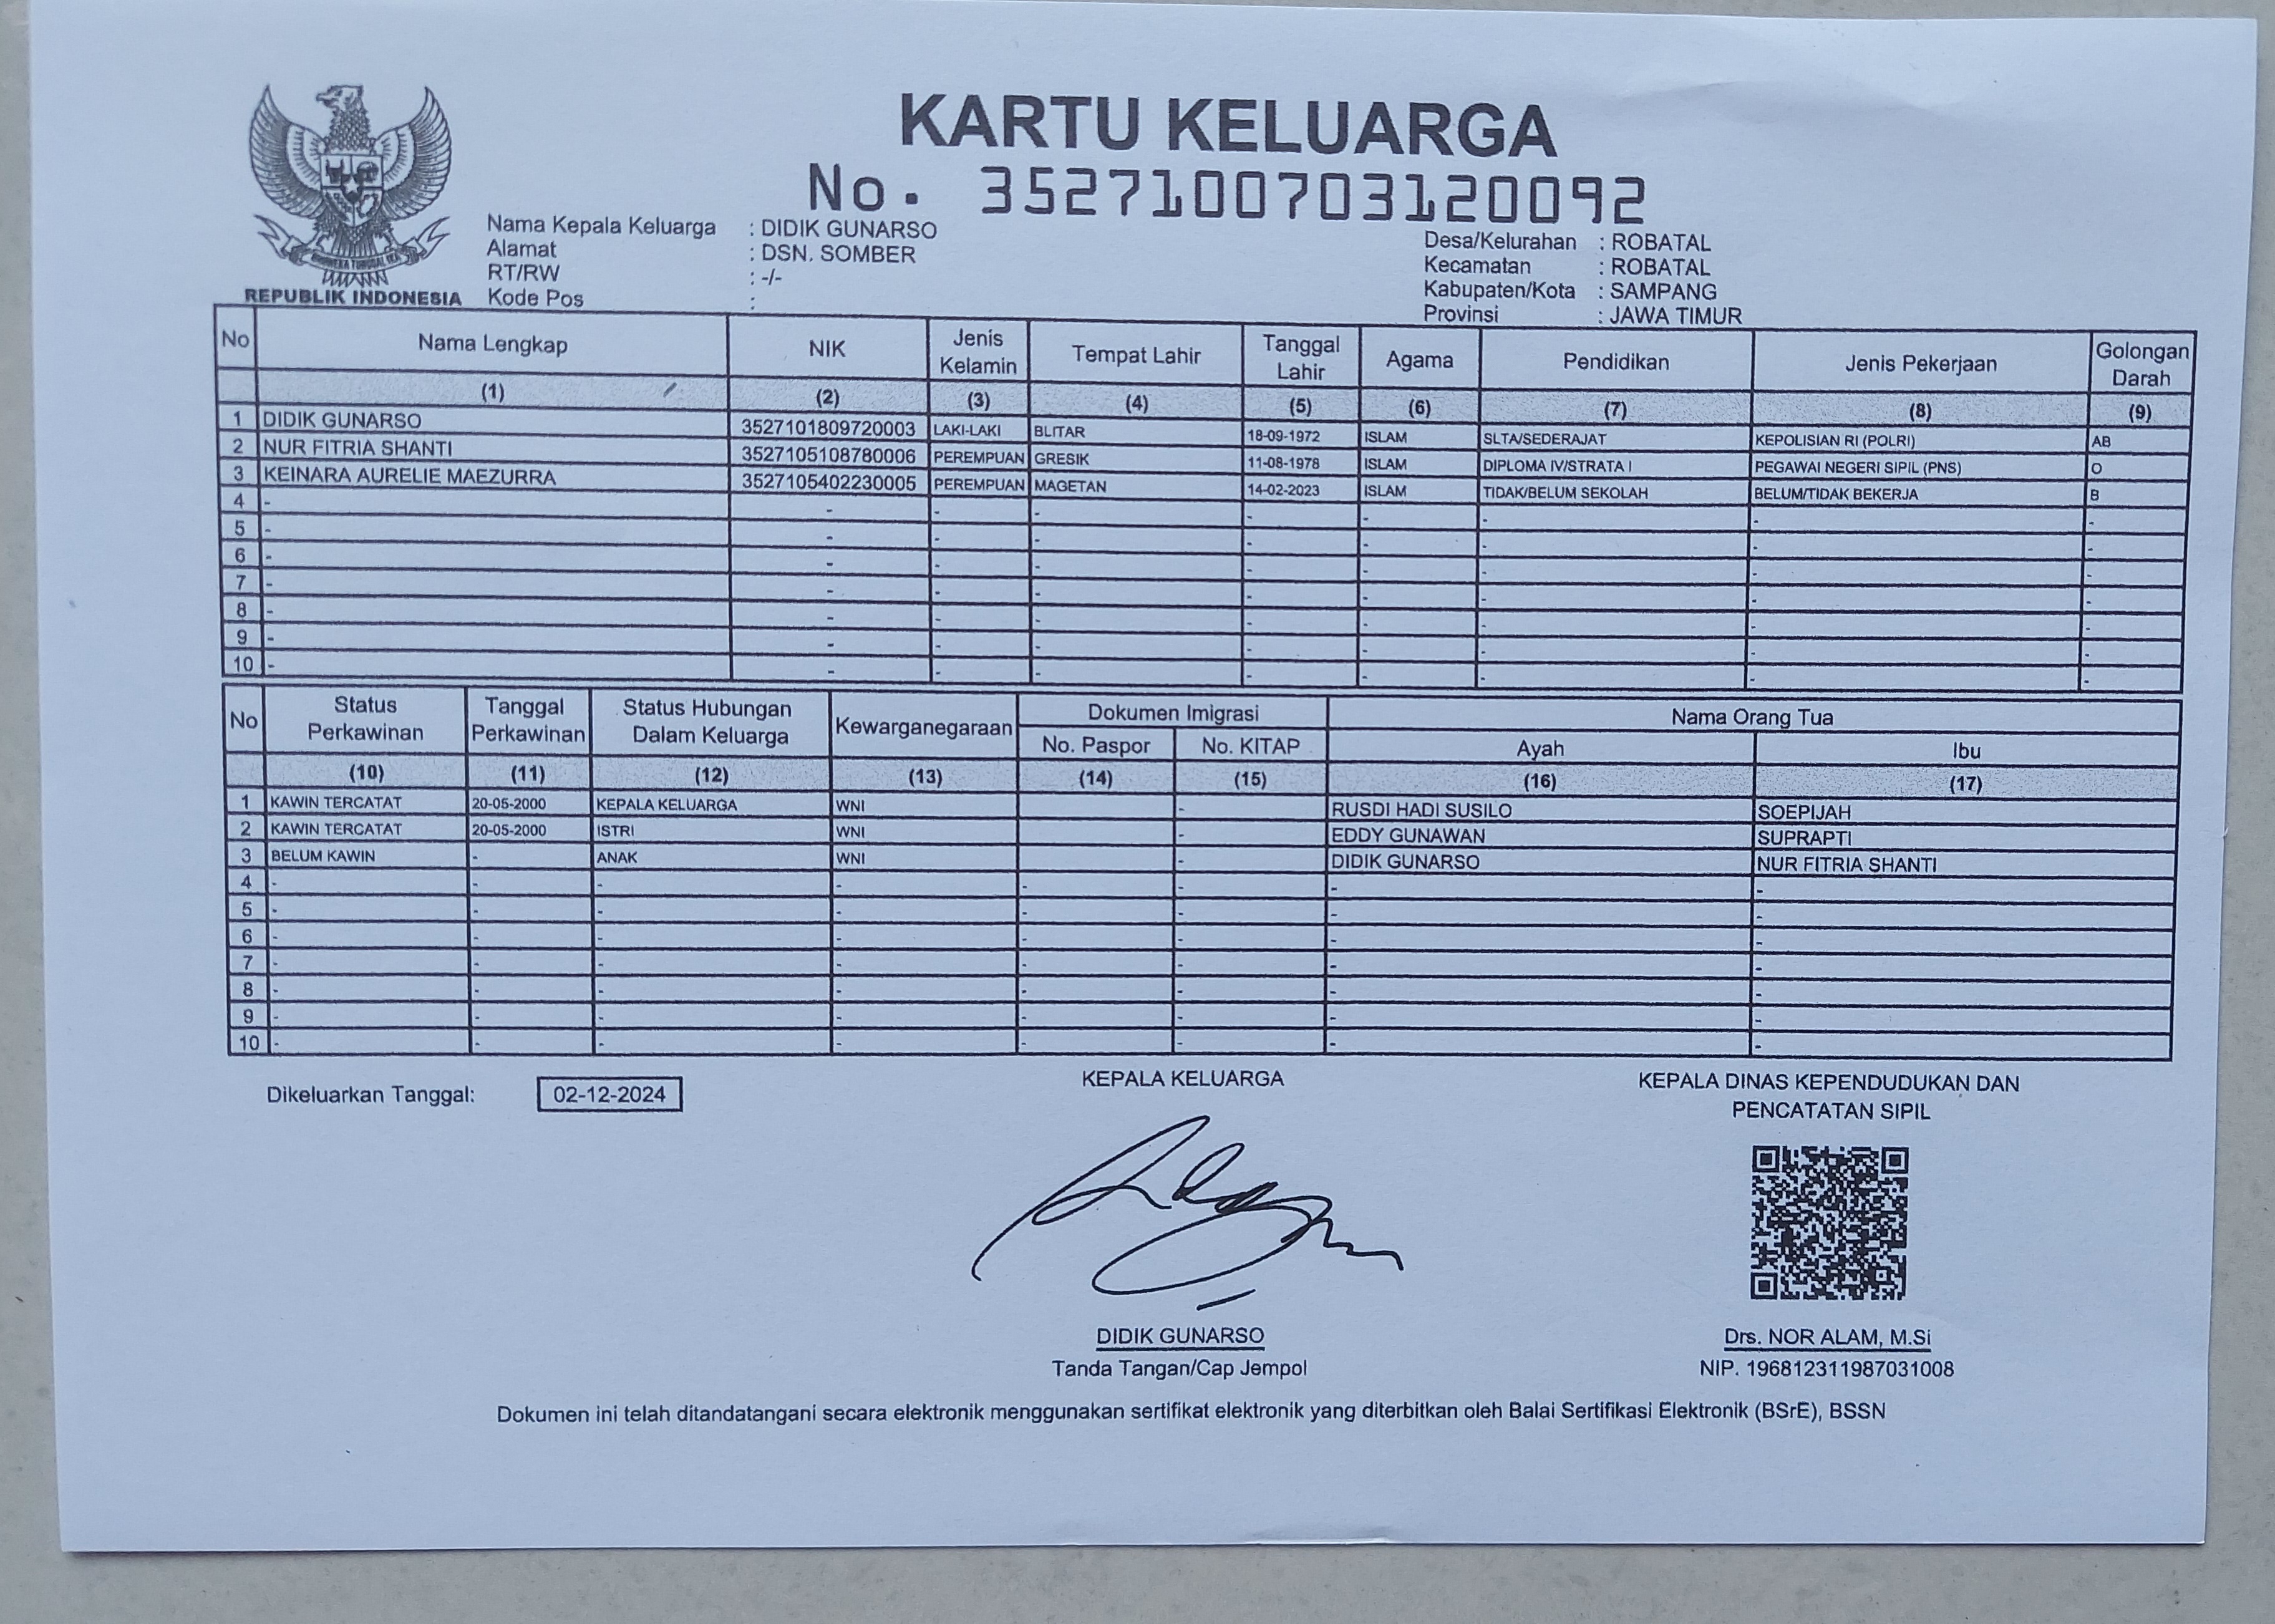 KARTU KELUARGA
No. 3527100703120092
REPUBLIK INDONESIA
Nama Kepala Keluarga : DIDIK GUNARSO
Alamat : DSN. SOMBER
RT/RW : -/-
Kode Pos :
Desa/Kelurahan : ROBATAL
Kecamatan : ROBATAL
Kabupaten/Kota : SAMPANG
Provinsi : JAWA TIMUR
No Nama Lengkap NIK Jenis Kelamin Tempat Lahir Tanggal Lahir Agama Pendidikan Jenis Pekerjaan Golongan Darah
(1) (2) (3) (4) (5) (6) (7) (8) (9)
1 DIDIK GUNARSO 3527101809720003 LAKI-LAKI BLITAR 18-09-1972 ISLAM SLTA/SEDERAJAT KEPOLISIAN RI (POLRI) AB
2 NUR FITRIA SHANTI 3527105108780006 PEREMPUAN GRESIK 11-08-1978 ISLAM DIPLOMA IV/STRATA I PEGAWAI NEGERI SIPIL (PNS) O
3 KEINARA AURELIE MAEZURRA 3527105402230005 PEREMPUAN MAGETAN 14-02-2023 ISLAM TIDAK/BELUM SEKOLAH BELUM/TIDAK BEKERJA B
4 - - - - - - - - -
5 - - - - - - - - -
6 - - - - - - - - -
7 - - - - - - - - -
8 - - - - - - - - -
9 - - - - - - - - -
10 - - - - - - - - -
No Status Perkawinan Tanggal Perkawinan Status Hubungan Dalam Keluarga Kewarganegaraan Dokumen Imigrasi Nama Orang Tua
No. Paspor No. KITAP Ayah Ibu
(10) (11) (12) (13) (14) (15) (16) (17)
1 KAWIN TERCATAT 20-05-2000 KEPALA KELUARGA WNI - RUSDI HADI SUSILO SOEPIJAH
2 KAWIN TERCATAT 20-05-2000 ISTRI WNI - EDDY GUNAWAN SUPRAPTI
3 BELUM KAWIN - ANAK WNI - DIDIK GUNARSO NUR FITRIA SHANTI
4 - - - - - - - -
5 - - - - - - - -
6 - - - - - - - -
7 - - - - - - - -
8 - - - - - - - -
9 - - - - - - - -
10 - - - - - - - -
Dikeluarkan Tanggal: 02-12-2024
KEPALA KELUARGA
DIDIK GUNARSO
Tanda Tangan/Cap Jempol
KEPALA DINAS KEPENDUDUKAN DAN
PENCATATAN SIPIL
Drs. NOR ALAM, M.Si
NIP. 196812311987031008
Dokumen ini telah ditandatangani secara elektronik menggunakan sertifikat elektronik yang diterbitkan oleh Balai Sertifikasi Elektronik (BSrE), BSSN